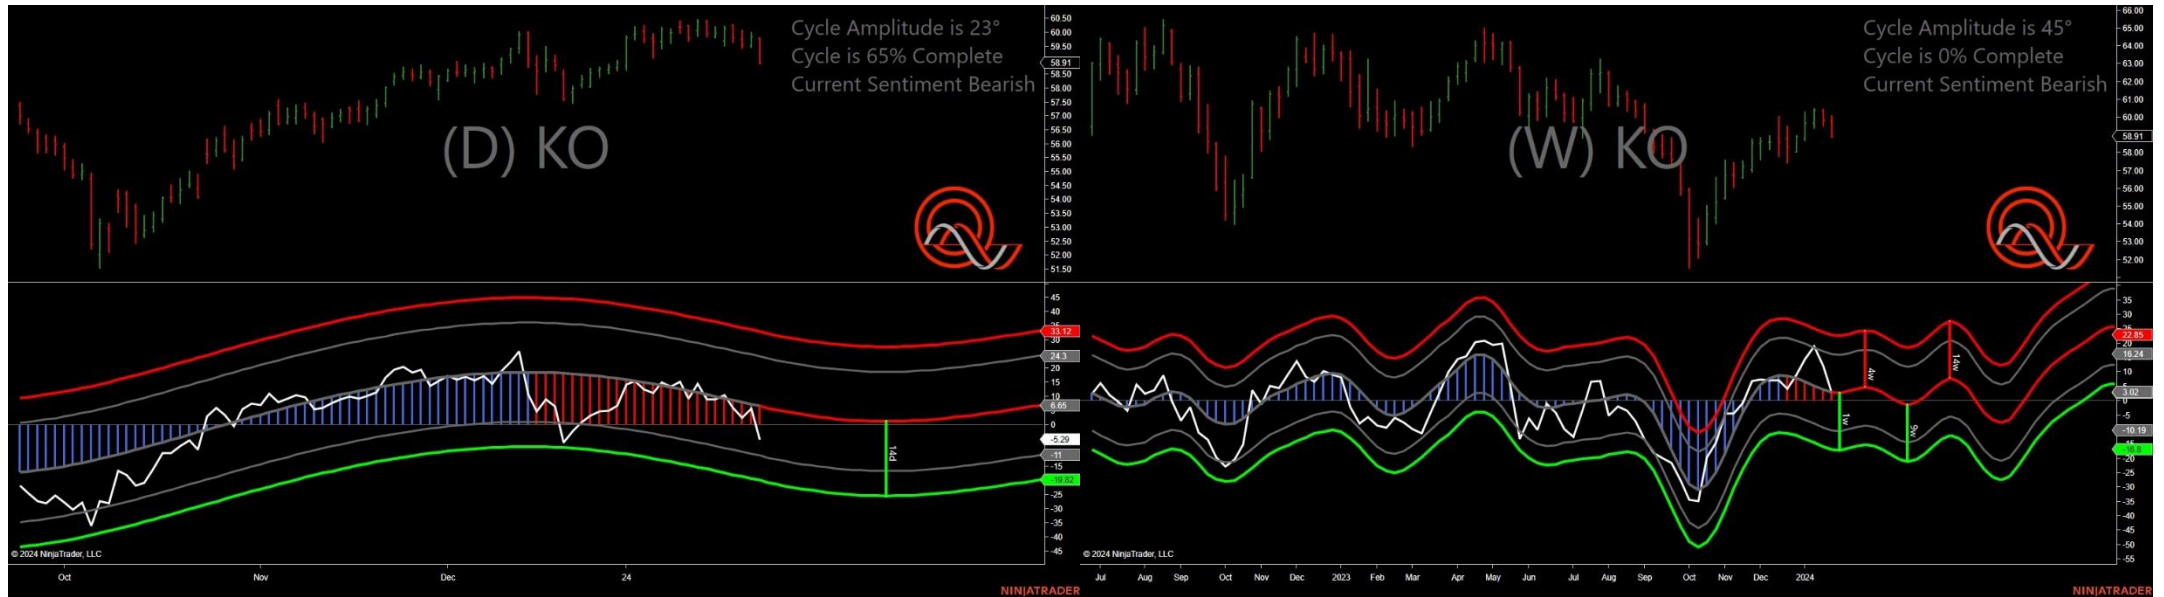 Cycle Amplitude is 23°
Cycle is 65% Complete
Current Sentiment Bearish
(D) KO
60.50
60.00
59.50
58.91
58.50
58.00
57.50
57.00
56.50
56.00
55.50
55.00
54.50
54.00
53.50
53.00
52.50
52.00
51.50
45
40
35
33.12
30
24.3
20
15
10
6.65
5
0
-5.29
-11
-15
-19.82
-25
-30
-35
-40
-45
14d
© 2024 NinjaTrader, LLC
Oct
Nov
Dec
24
NINJATRADER
Cycle Amplitude is 45°
Cycle is 0% Complete
Current Sentiment Bearish
(W) KO
66.00
65.00
64.00
63.00
62.00
61.00
60.00
58.91
58.00
57.00
56.00
55.00
54.00
53.00
52.00
35
30
25
22.85
20
16.24
10
3.02
-5
-10.19
-15
-20
-25
-30
-35
-40
-45
-50
-55
4w
14w
1w
9w
© 2024 NinjaTrader, LLC
Jul
Aug
Sep
Oct
Nov
Dec
2023
Feb
Mar
Apr
May
Jun
Jul
Aug
Sep
Oct
Nov
Dec
2024
NINJATRADER